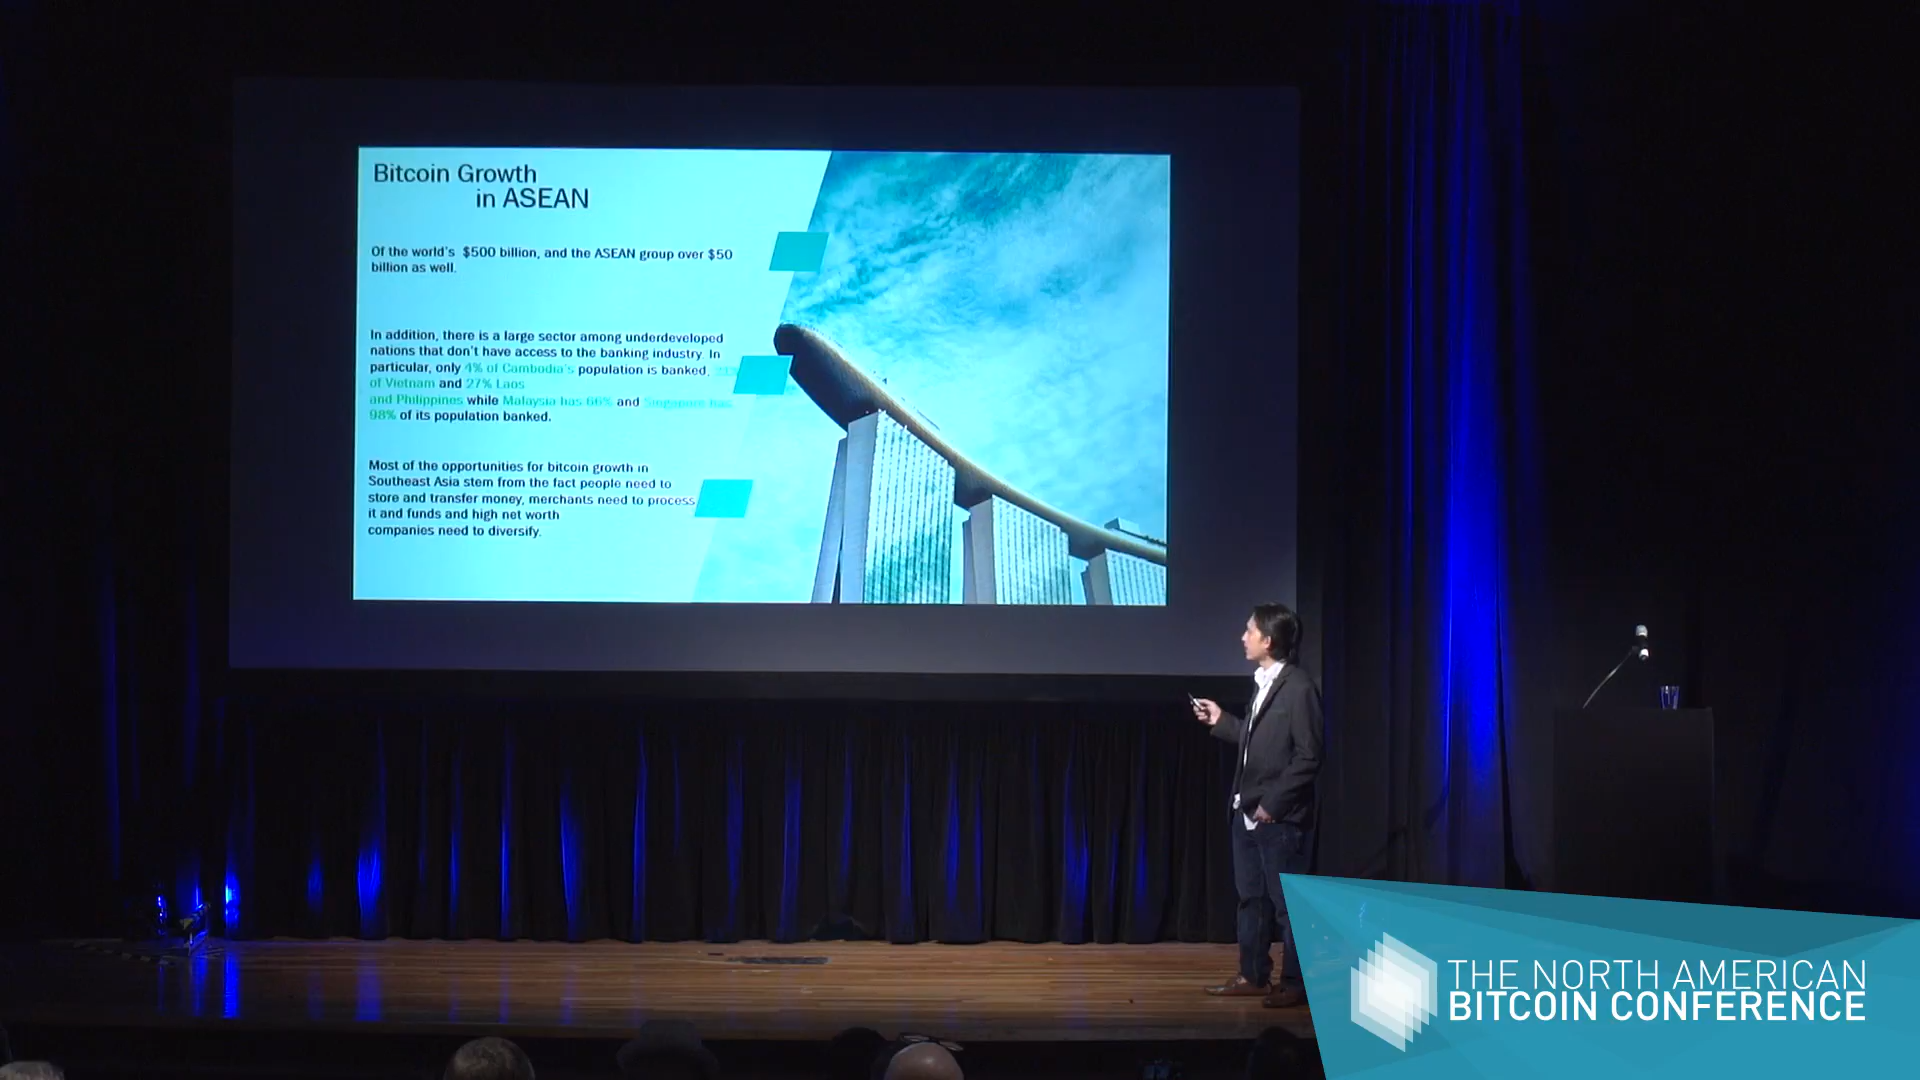 Bitcoin Growth
in ASEAN
Of the world's $500 billion, and the ASEAN group over $50
billion as well.
In addition, there is a large sector among underdeveloped
nations that don't have access to the banking industry. In
particular, only 4% of Cambodia's population is banked,
of Vietnam and 27% Laos
and Philippines while Malaysia has 66% and Singapore has
98% of its population banked.
Most of the opportunities for bitcoin growth in
Southeast Asia stem from the fact people need to
store and transfer money, merchants need to process
it and funds and high net worth
companies need to diversify.
THE NORTH AMERICAN
BITCOIN CONFERENCE